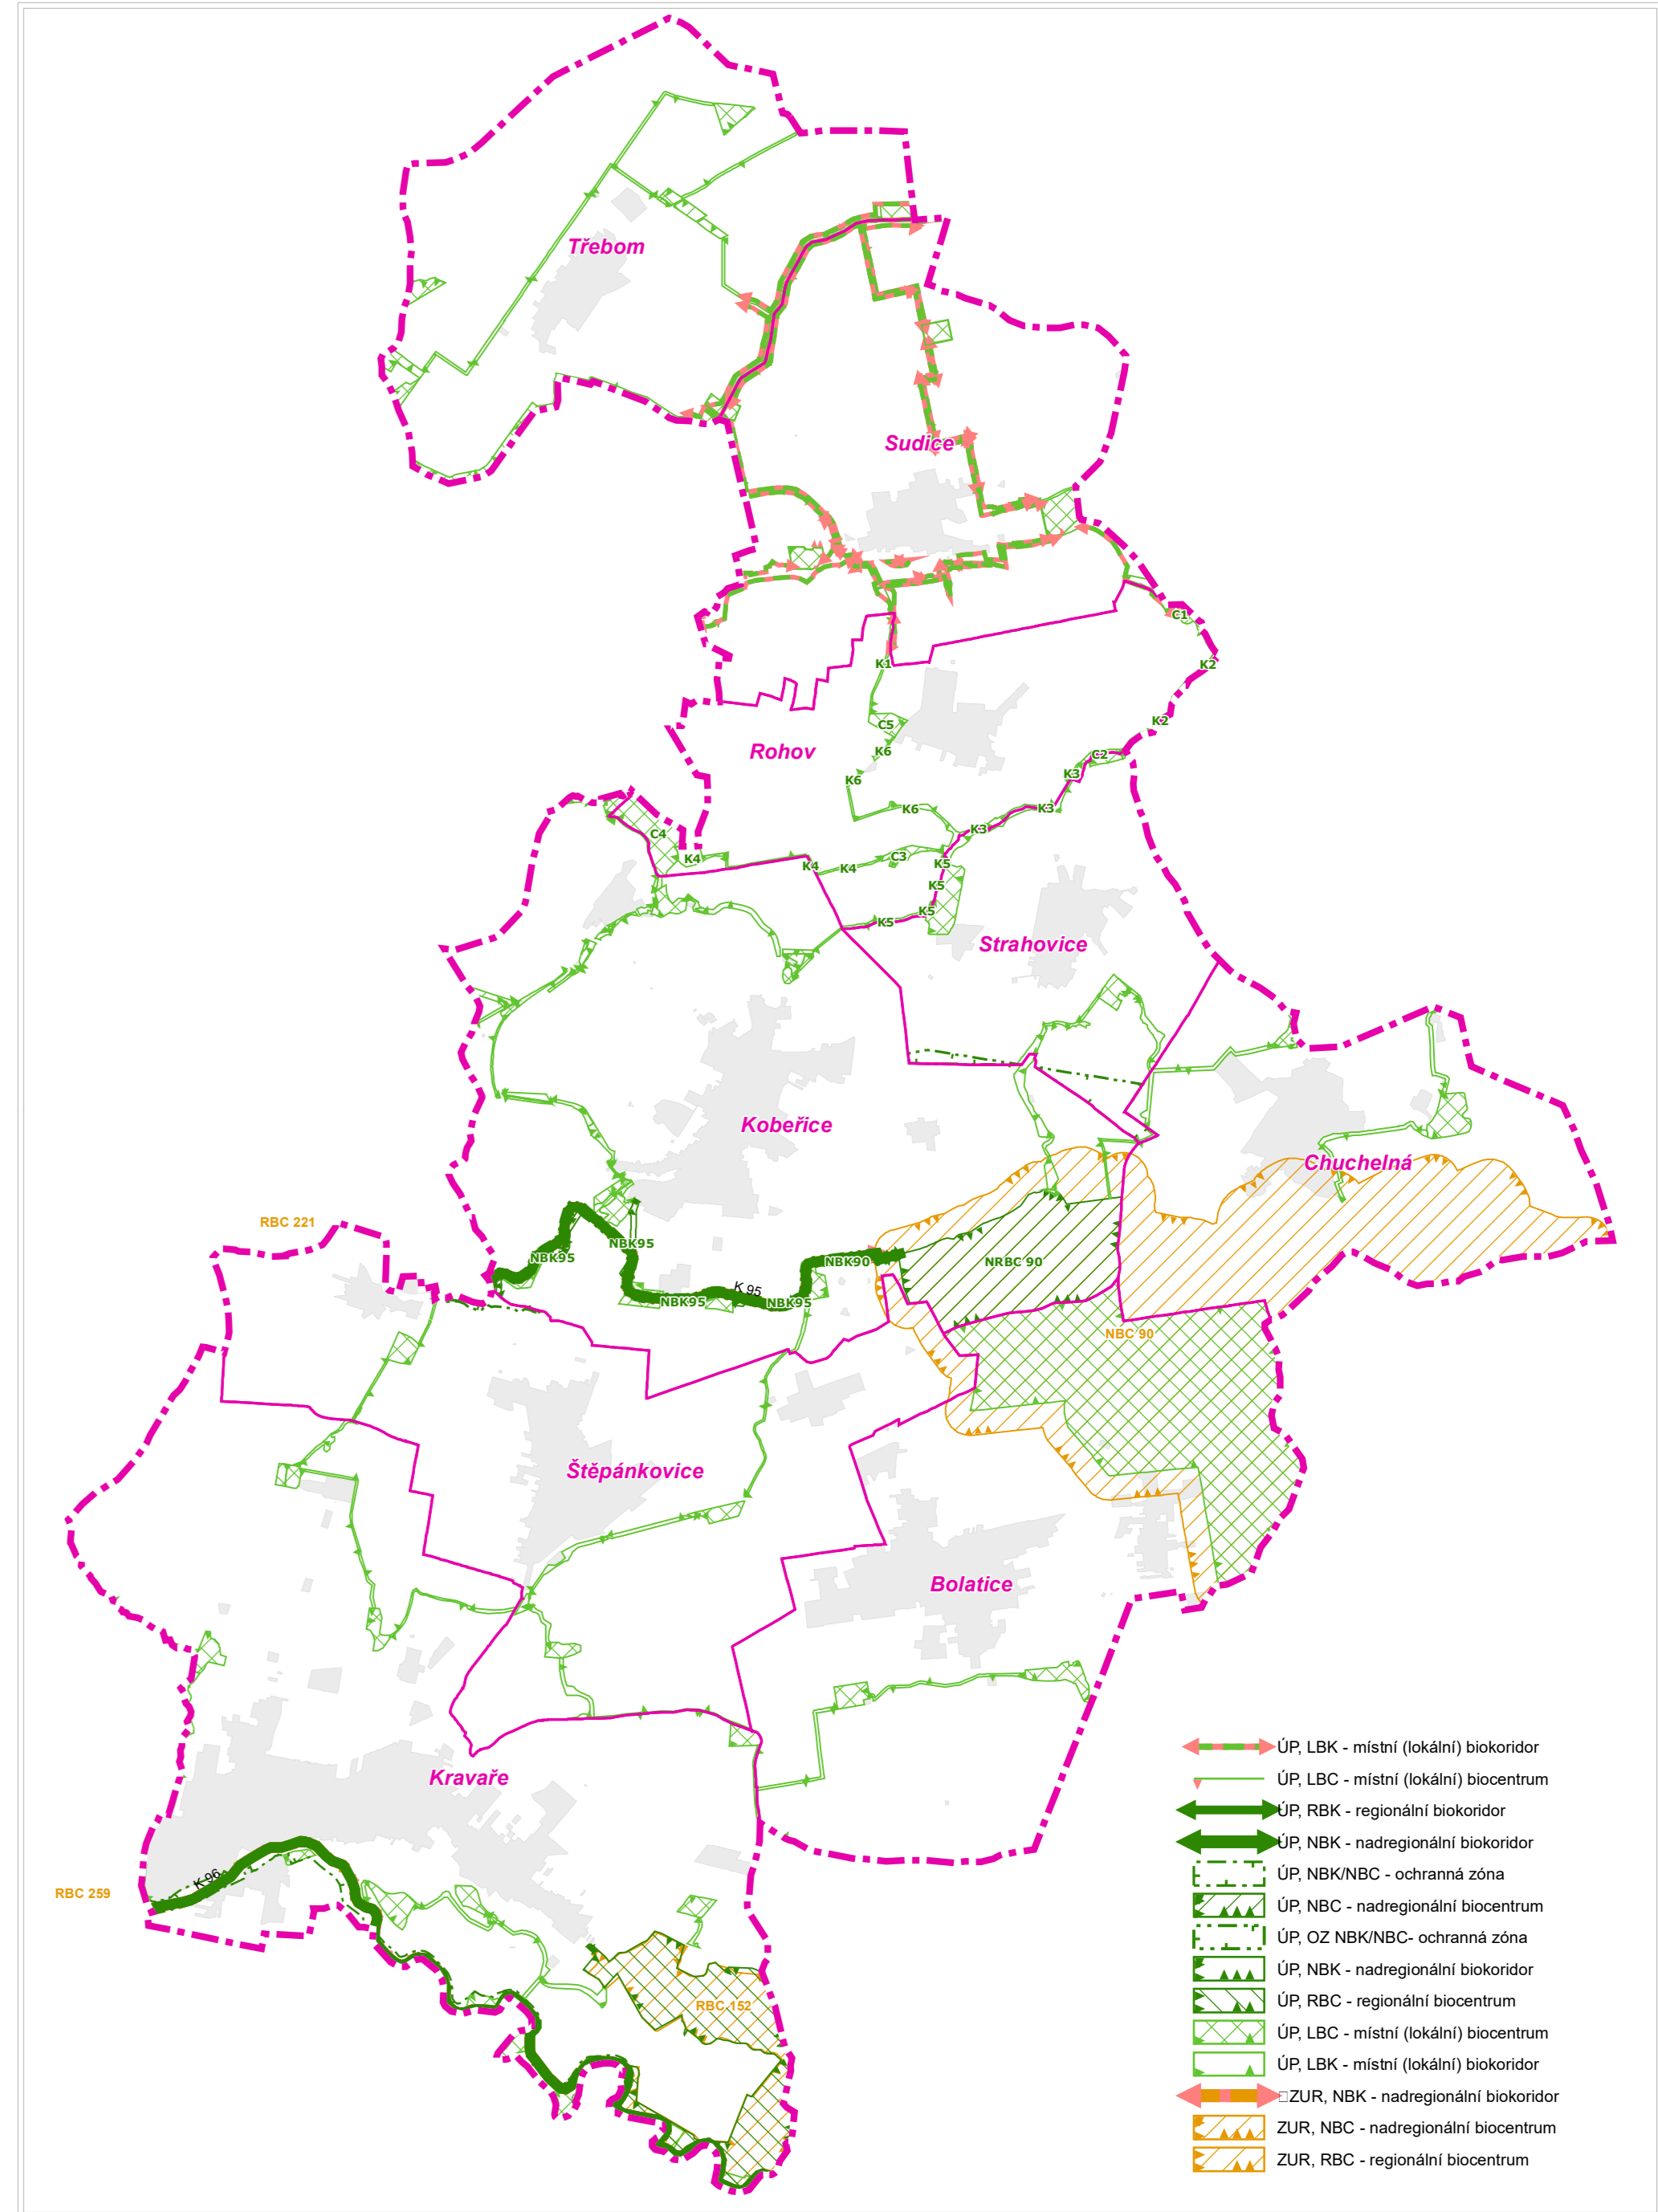 Třebom
Sudice
C1
K2
K1
K2
C5
K6
Rohov
C2
K3
K6
K6
K3
K3
C4
K4
C3
K4
K4
K5
K5
K5
K5
Strahovice
Kobeřice
Chuchelná
RBC 221
NBK95
NBK95
NBK90
NRBC 90
K 95
NBK95
NBK95
NBC 90
Štěpánkovice
Bolatice
Kravaře
K 96
RBC 259
RBC 152
ÚP, LBK - místní (lokální) biokoridor
ÚP, LBC - místní (lokální) biocentrum
ÚP, RBK - regionální biokoridor
ÚP, NBK - nadregionální biokoridor
ÚP, NBK/NBC - ochranná zóna
ÚP, NBC - nadregionální biocentrum
ÚP, OZ NBK/NBC- ochranná zóna
ÚP, NBK - nadregionální biokoridor
ÚP, RBC - regionální biocentrum
ÚP, LBC - místní (lokální) biocentrum
ÚP, LBK - místní (lokální) biokoridor
□ZUR, NBK - nadregionální biokoridor
ZUR, NBC - nadregionální biocentrum
ZUR, RBC - regionální biocentrum